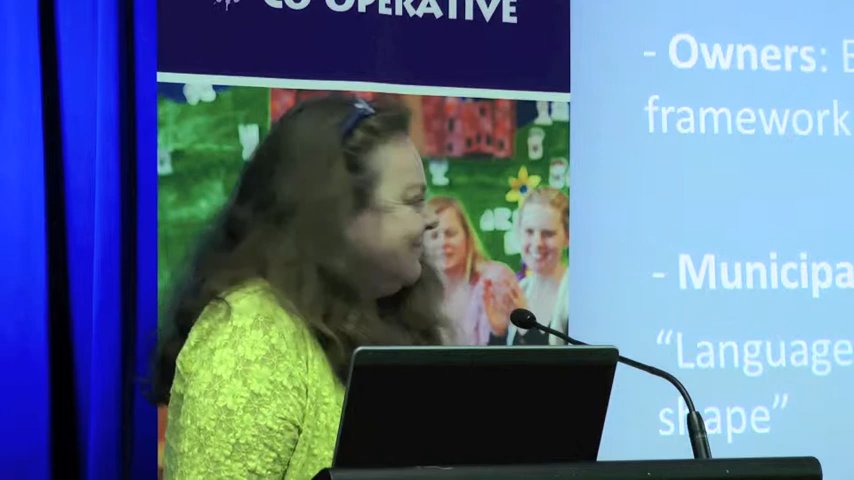 CO-OPERATIVE
- Owners:
framework
- Municipa
“Language
shape”